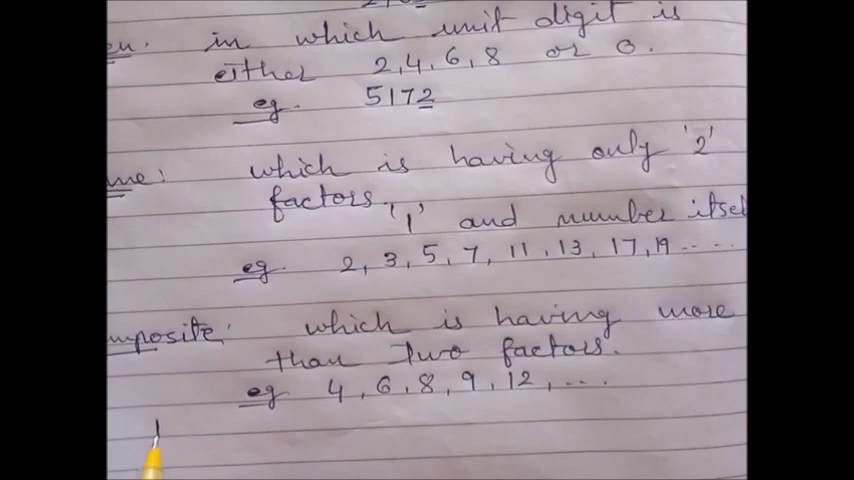 in which unit digit is
either 2, 4, 6, 8 or 0.
eg. 5172
which is having only '2'
factors.
'1' and number itsel
eg. 2, 3, 5, 7, 11, 13, 17, 19 .....
mposite: which is having more
than Two factors.
eg 4, 6, 8, 9, 12, ....